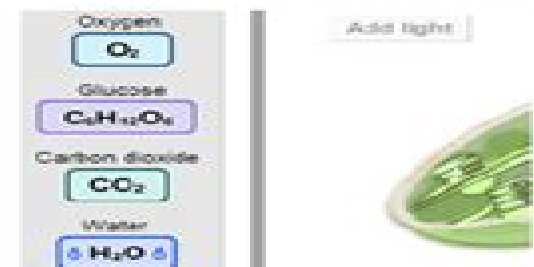 Oxygen
O₂
Add light
Glucose
C₆H₁₂O₆
Carbon dioxide
CO₂
Water
H₂O